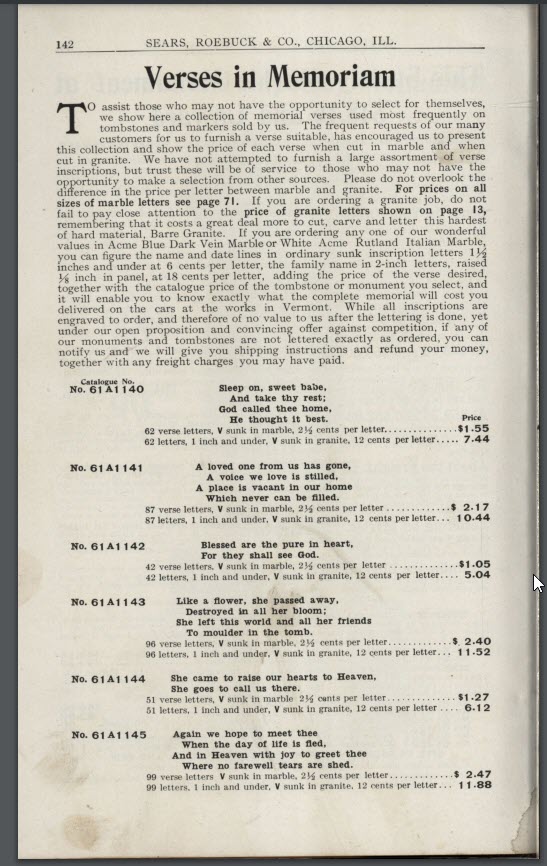 142 SEARS, ROEBUCK & CO., CHICAGO, ILL.
Verses in Memoriam
TO assist those who may not have the opportunity to select for themselves,
we show here a collection of memorial verses used most frequently on
tombstones and markers sold by us. The frequent requests of our many
customers for us to furnish a verse suitable, has encouraged us to present
this collection and show the price of each verse when cut in marble and when
cut in granite. We have not attempted to furnish a large assortment of verse
inscriptions, but trust these will be of service to those who may not have the
opportunity to make a selection from other sources. Please do not overlook the
difference in the price per letter between marble and granite. For prices on all
sizes of marble letters see page 71. If you are ordering a granite job, do not
fail to pay close attention to the price of granite letters shown on page 13,
remembering that it costs a great deal more to cut, carve and letter this hardest
of hard material, Barre Granite. If you are ordering any one of our wonderful
values in Acme Blue Dark Vein Marble or White Acme Rutland Italian Marble,
you can figure the name and date lines in ordinary sunk inscription letters 1½
inches and under at 6 cents per letter, the family name in 2-inch letters, raised
⅛ inch in panel, at 18 cents per letter, adding the price of the verse desired,
together with the catalogue price of the tombstone or monument you select, and
it will enable you to know exactly what the complete memorial will cost you
delivered on the cars at the works in Vermont. While all inscriptions are
engraved to order, and therefore of no value to us after the lettering is done, yet
under our open proposition and convincing offer against competition, if any of
our monuments and tombstones are not lettered exactly as ordered, you can
notify us and we will give you shipping instructions and refund your money,
together with any freight charges you may have paid.
Catalogue No.
No. 61A1140 Sleep on, sweet babe,
And take thy rest;
God called thee home,
He thought it best. Price
62 verse letters, V sunk in marble, 2½ cents per letter.............$1.55
62 letters, 1 inch and under, V sunk in granite, 12 cents per letter..... 7.44
No. 61A1141 A loved one from us has gone,
A voice we love is stilled,
A place is vacant in our home
Which never can be filled.
87 verse letters, V sunk in marble, 2½ cents per letter............$ 2.17
87 letters, 1 inch and under, V sunk in granite, 12 cents per letter... 10.44
No. 61A1142 Blessed are the pure in heart,
For they shall see God.
42 verse letters, V sunk in marble, 2½ cents per letter.............$1.05
42 letters, 1 inch and under, V sunk in granite, 12 cents per letter.... 5.04
No. 61A1143 Like a flower, she passed away,
Destroyed in all her bloom;
She left this world and all her friends
To moulder in the tomb.
96 verse letters, V sunk in marble, 2½ cents per letter............$ 2.40
96 letters, 1 inch and under, V sunk in granite, 12 cents per letter... 11.52
No. 61A1144 She came to raise our hearts to Heaven,
She goes to call us there.
51 verse letters, V sunk in marble 2½ cents per letter.............$1.27
51 letters, 1 inch and under, V sunk in granite, 12 cents per letter .... 6.12
No. 61A1145 Again we hope to meet thee
When the day of life is fled,
And in Heaven with joy to greet thee
Where no farewell tears are shed.
99 verse letters V sunk in marble, 2½ cents per letter............$ 2.47
99 letters, 1 inch and under, V sunk in granite, 12 cents per letter... 11.88